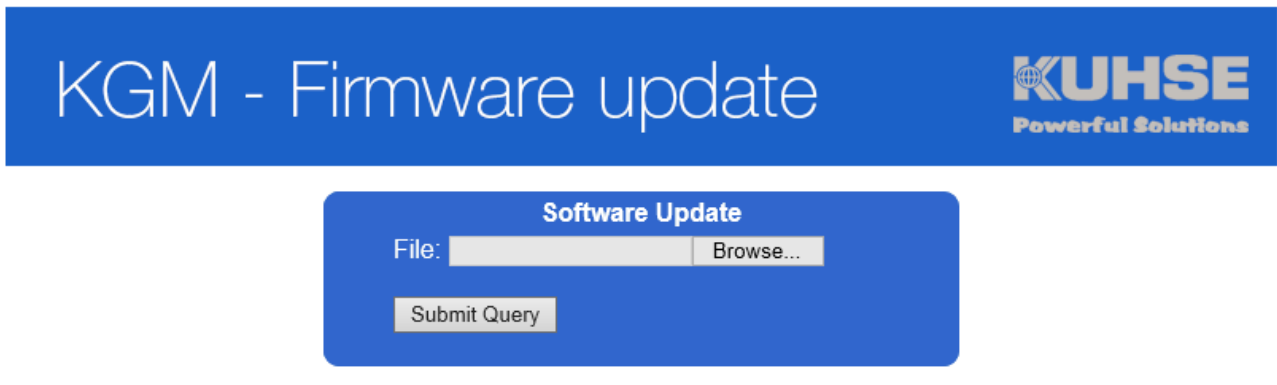 KGM - Firmware update
KUHSE
Powerful Solutions
Software Update
File: Browse...
Submit Query